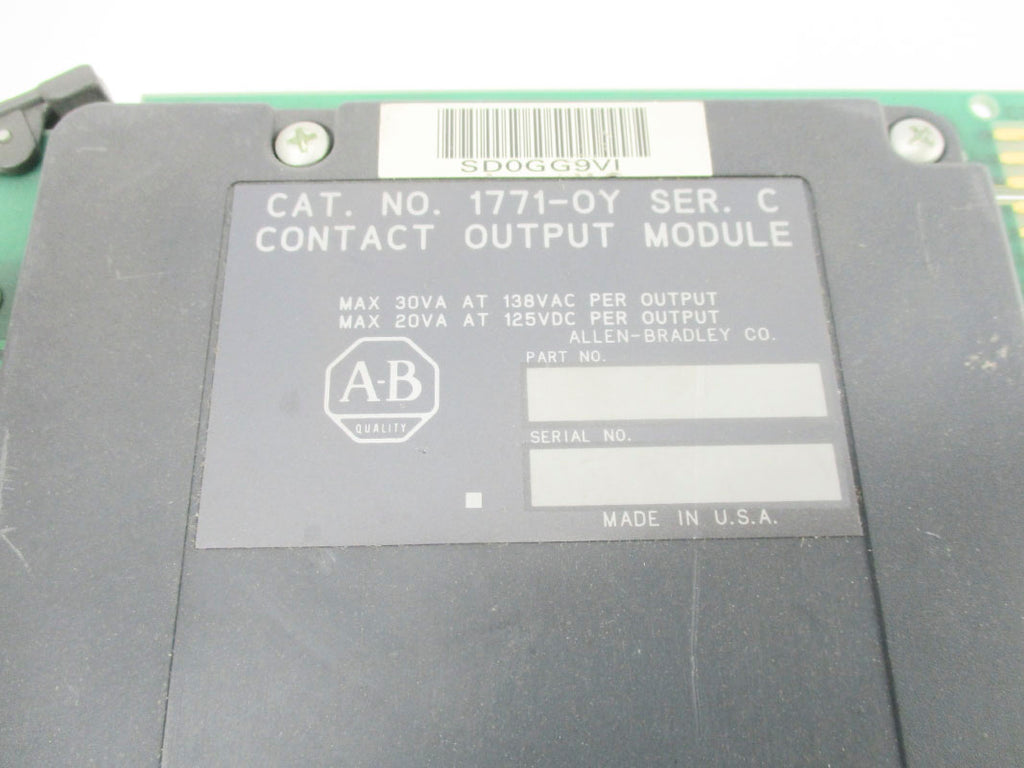 SD0GG9VI
CAT. NO. 1771-OY SER. C
CONTACT OUTPUT MODULE
MAX 30VA AT 138VAC PER OUTPUT
MAX 20VA AT 125VDC PER OUTPUT
ALLEN-BRADLEY CO.
PART NO.
A-B
QUALITY
SERIAL NO.
MADE IN U.S.A.